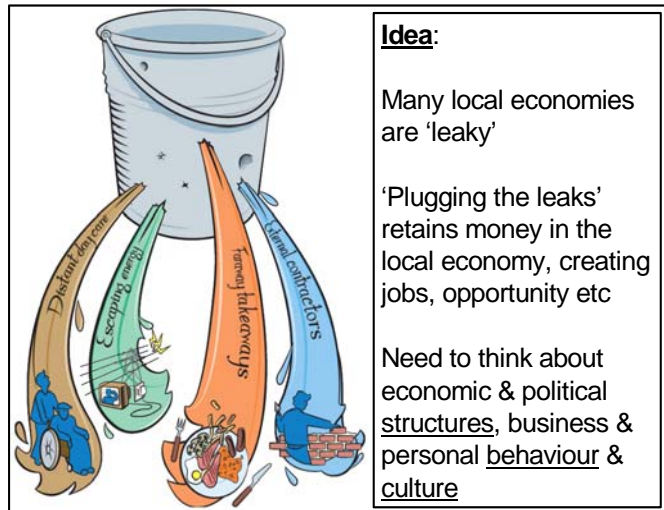 Distant day care
Escaping energy
Faraway takeaways
External contractors
Idea:
Many local economies
are ‘leaky’
‘Plugging the leaks’
retains money in the
local economy, creating
jobs, opportunity etc
Need to think about
economic & political
structures, business &
personal behaviour &
culture